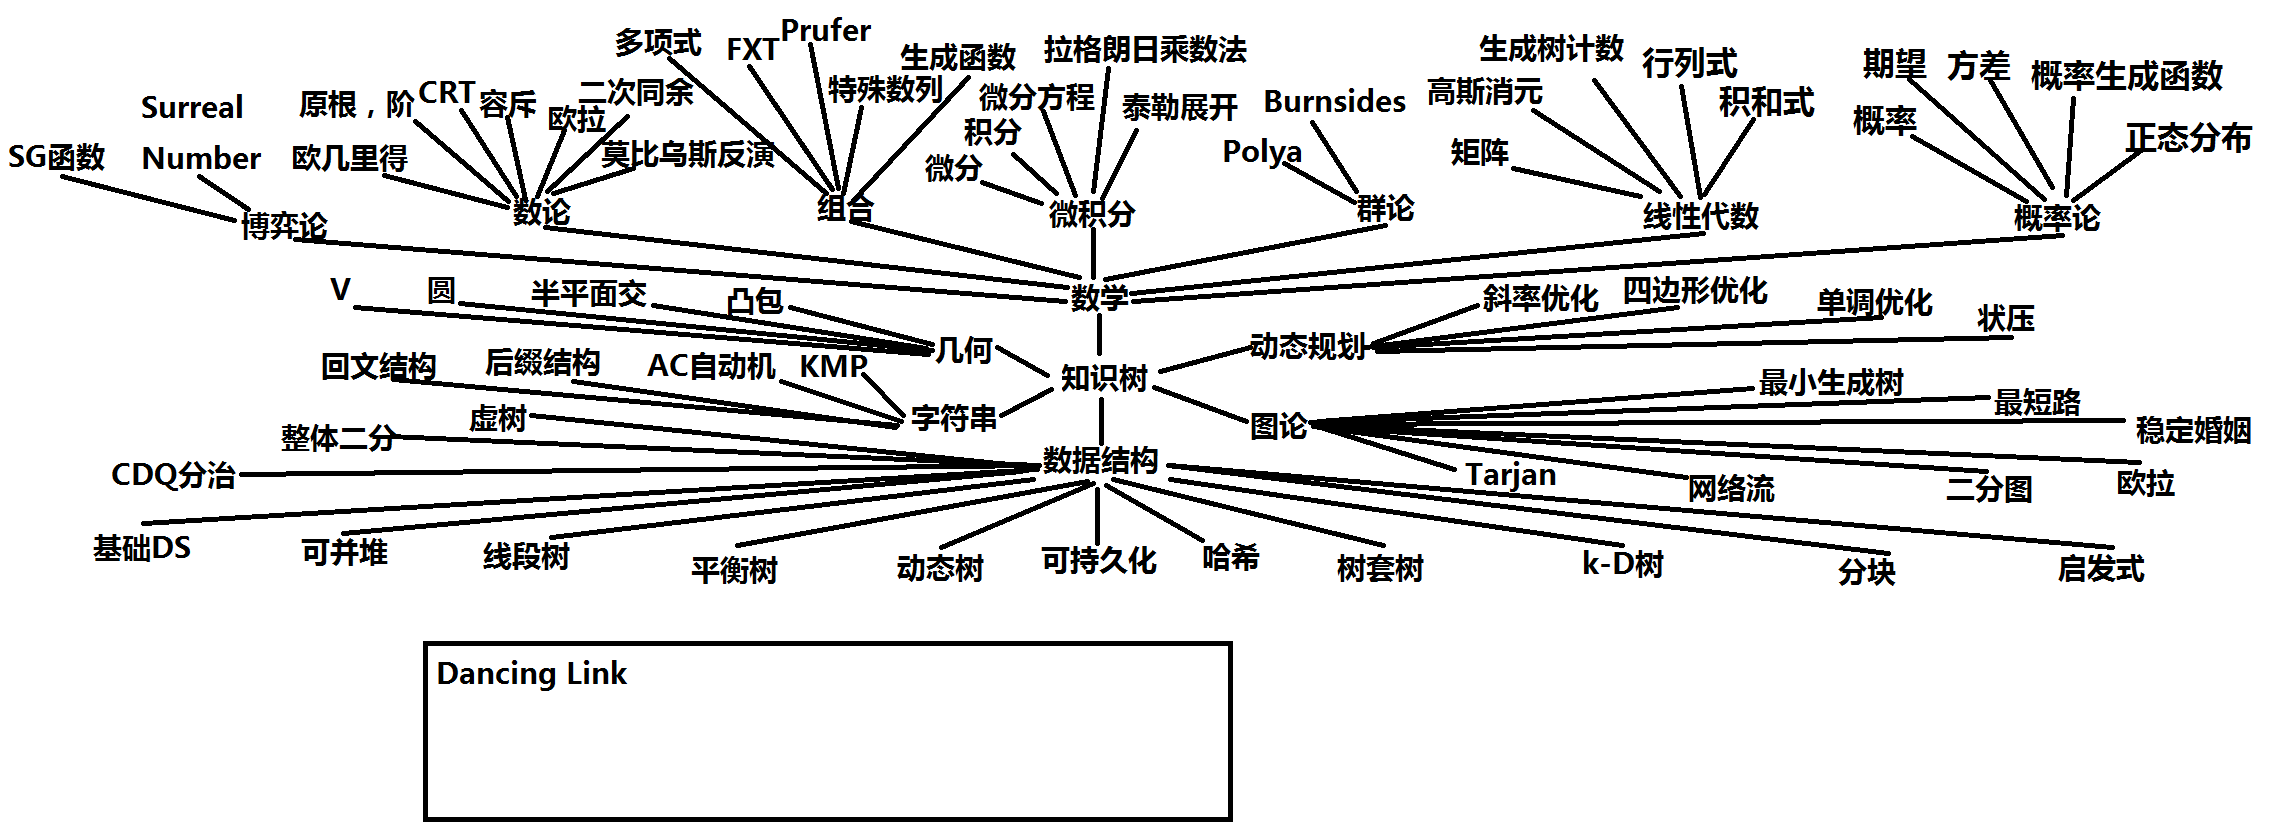 多项式
FXT
Prufer
生成函数
拉格朗日乘数法
生成树计数
行列式
期望
方差
概率生成函数
Surreal
Number
原根，阶
CRT
容斥
二次同余
欧拉
特殊数列
微分方程
泰勒展开
Burnsides
高斯消元
积和式
概率
正态分布
SG函数
欧几里得
莫比乌斯反演
微分
积分
Polya
矩阵
博弈论
数论
组合
微积分
群论
线性代数
概率论
V
圆
半平面交
凸包
数学
斜率优化
四边形优化
单调优化
状压
回文结构
后缀结构
AC自动机
KMP
几何
知识树
动态规划
最小生成树
最短路
稳定婚姻
整体二分
虚树
字符串
图论
CDQ分治
数据结构
Tarjan
网络流
二分图
欧拉
基础DS
可并堆
线段树
平衡树
动态树
可持久化
哈希
树套树
k-D树
分块
启发式
Dancing Link